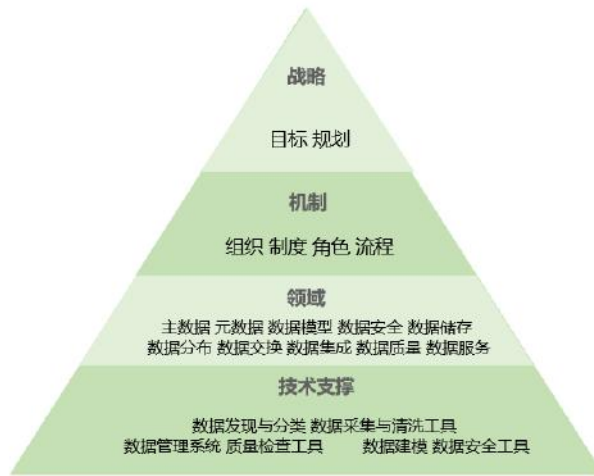 战略
目标 规划
机制
组织 制度 角色 流程
领域
主数据 元数据 数据模型 数据安全 数据储存
数据分布 数据交换 数据集成 数据质量 数据服务
技术支撑
数据发现与分类 数据采集与清洗工具
数据管理系统 质量检查工具 数据建模 数据安全工具